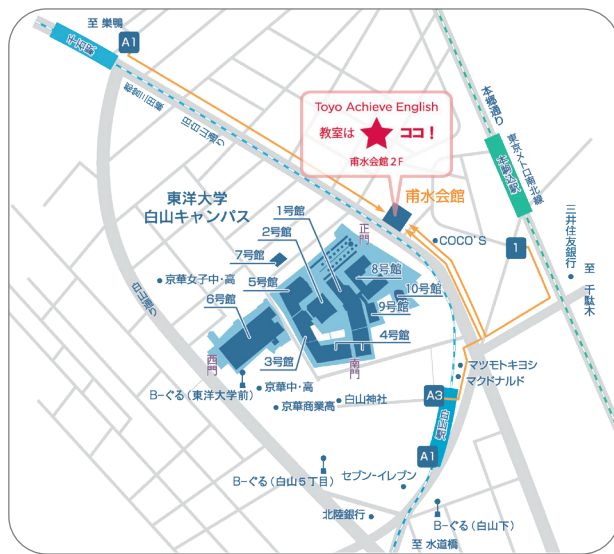 至 巣鴨
A1
千石駅
都営三田線
旧白山通り
白山通り
Toyo Achieve English
教室は ★ ココ！
甫水会館２Ｆ
甫水会館
本郷通り
東京メトロ南北線
本駒込駅
三井住友銀行
至 千駄木
1
COCO'S
東洋大学
白山キャンパス
1号館
2号館
正門
7号館
8号館
京華女子中・高
5号館
10号館
6号館
9号館
4号館
3号館
西門
南門
マツモトキヨシ
マクドナルド
京華中・高
B-ぐる（東洋大学前）
白山神社
京華商業高
A3
白山駅
A1
セブン-イレブン
B-ぐる（白山５丁目）
北陸銀行
B-ぐる（白山下）
至 水道橋